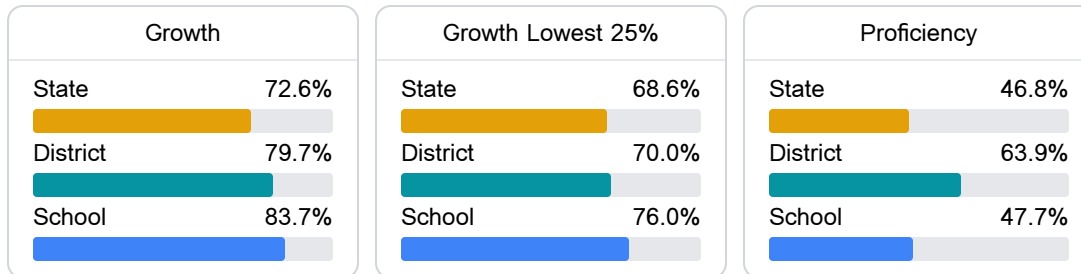 Growth
State 72.6%
District 79.7%
School 83.7%
Growth Lowest 25%
State 68.6%
District 70.0%
School 76.0%
Proficiency
State 46.8%
District 63.9%
School 47.7%